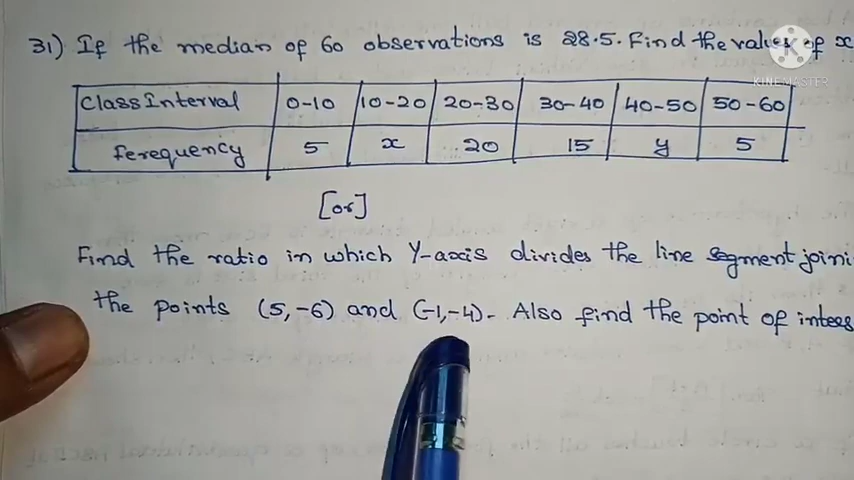 31) If the median of 60 observations is 28.5. Find the values of x
KINEMASTER
Class Interval 0-10 10-20 20-30 30-40 40-50 50-60
ferequency 5 x 20 15 y 5
[or]
Find the ratio in which Y-axis divides the line segment joini
the points (5,-6) and (-1,-4). Also find the point of inters